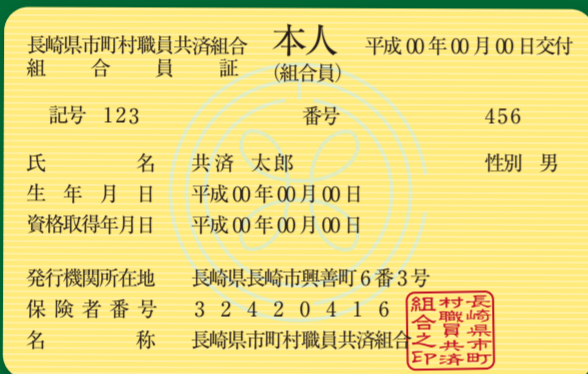 長崎県市町村職員共済組合 本人 平成00年00月00日交付
組合員証 (組合員)
記号 123 番号 456
氏名 共済 太郎 性別 男
生年月日 平成00年00月00日
資格取得年月日 平成00年00月00日
発行機関所在地 長崎県長崎市興善町6番3号
保険者番号 32420416
名称 長崎県市町村職員共済組合
長崎県市町
村職員共済
組合之印